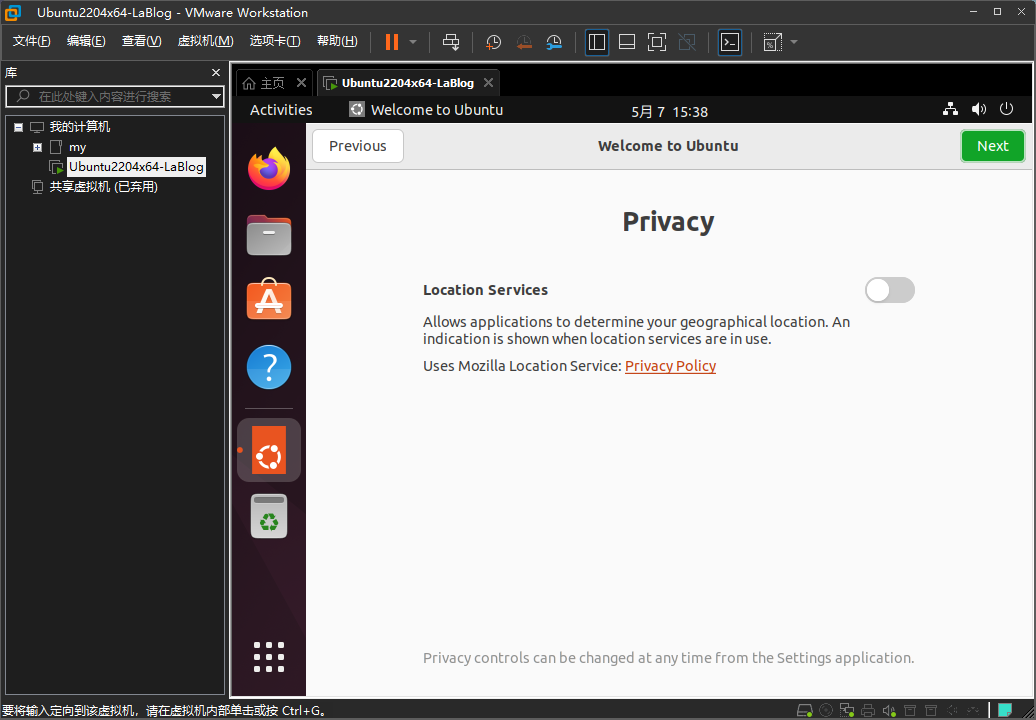 Ubuntu2204x64-LaBlog - VMware Workstation
文件(F) 编辑(E) 查看(V) 虚拟机(M) 选项卡(T) 帮助(H)
库
在此处键入内容进行搜索
我的计算机
my
Ubuntu2204x64-LaBlog
共享虚拟机 (已弃用)
主页 Ubuntu2204x64-LaBlog
Activities Welcome to Ubuntu 5月 7 15:38
Previous Welcome to Ubuntu Next
Privacy
Location Services
Allows applications to determine your geographical location. An
indication is shown when location services are in use.
Uses Mozilla Location Service: Privacy Policy
Privacy controls can be changed at any time from the Settings application.
要将输入定向到该虚拟机，请在虚拟机内部单击或按 Ctrl+G。